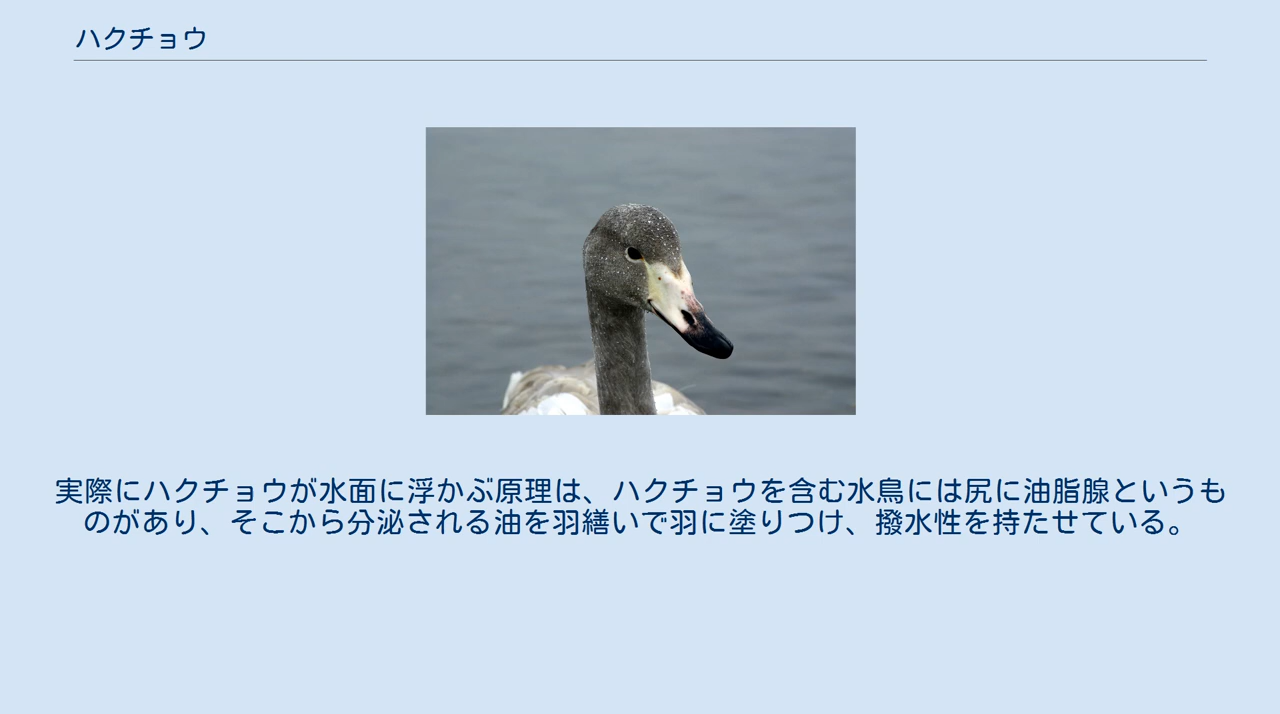 ハクチョウ
実際にハクチョウが水面に浮かぶ原理は、ハクチョウを含む水鳥には尻に油脂腺というも
のがあり、そこから分泌される油を羽繕いで羽に塗りつけ、撥水性を持たせている。